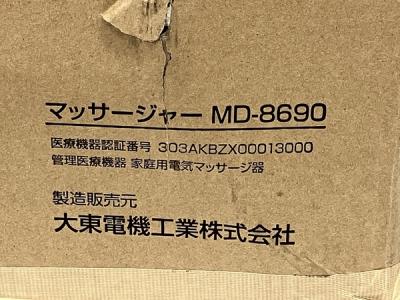 マッサージャー MD-8690
医療機器認証番号 303AKBZX00013000
管理医療機器 家庭用電気マッサージ器
製造販売元
大東電機工業株式会社